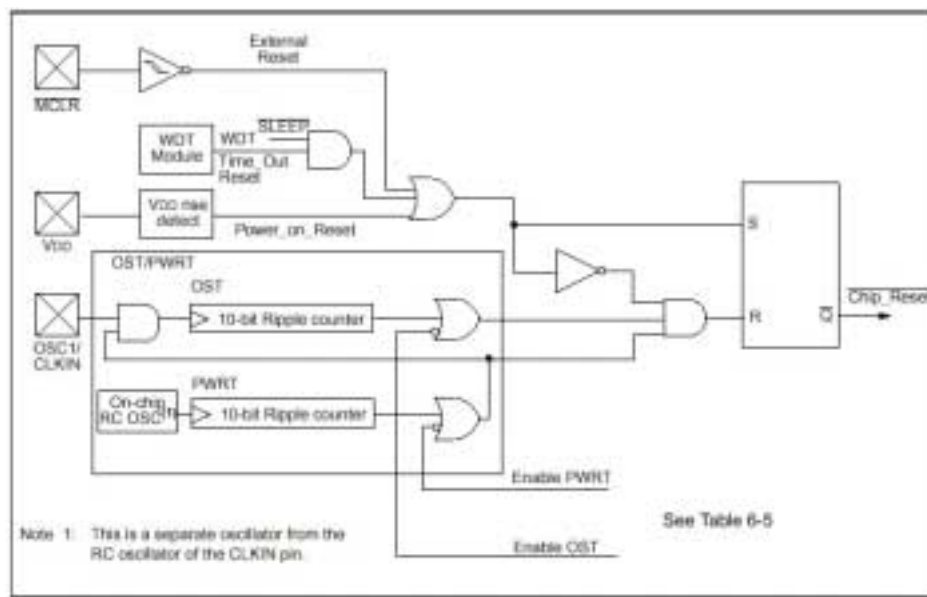 External
Reset
MCLR
SLEEP
WDT
Module
WDT
Time_Out
Reset
VDD rise
detect
Power_on_Reset
VDD
OST/PWRT
OST
10-bit Ripple counter
OSC1/
CLKIN
PWRT
On-chip
RC OSC
10-bit Ripple counter
S
R
Q
Chip_Reset
Enable PWRT
See Table 6-5
Enable OST
Note 1: This is a separate oscillator from the
RC oscillator of the CLKIN pin.